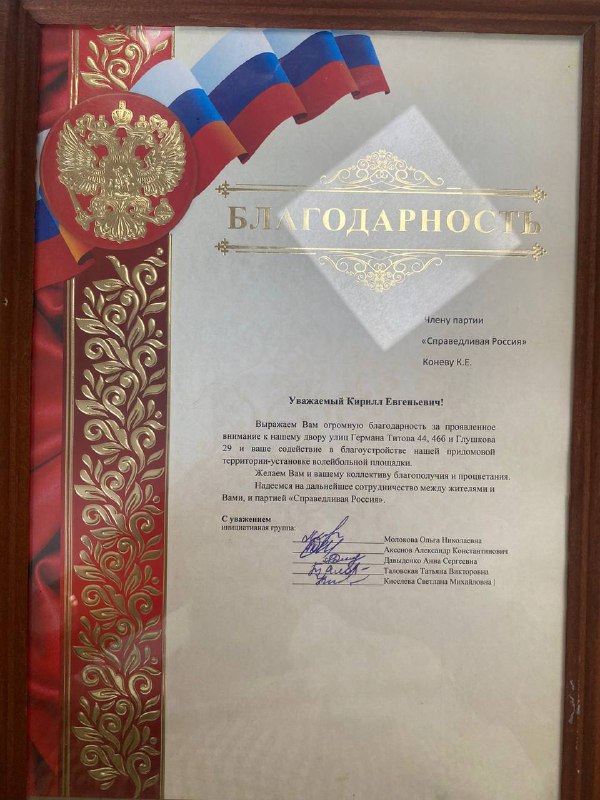 БЛАГОДАРНОСТЬ
Члену партии
«Справедливая Россия»
Коневу К.Е.
Уважаемый Кирилл Евгеньевич!
Выражаем Вам огромную благодарность за проявленное
внимание к нашему двору улиц Германа Титова 44, 46б и Глушкова
29 и ваше содействие в благоустройстве нашей придомовой
территории-установке волейбольной площадки.
Желаем Вам и вашему коллективу благополучия и процветания.
Надеемся на дальнейшее сотрудничество между жителями и
Вами, и партией «Справедливая Россия».
С уважением
инициативная группа:
Молокова Ольга Николаевна
Аксенов Александр Константинович
Давыденко Анна Сергеевна
Таловская Татьяна Викторовна
Киселева Светлана Михайловна